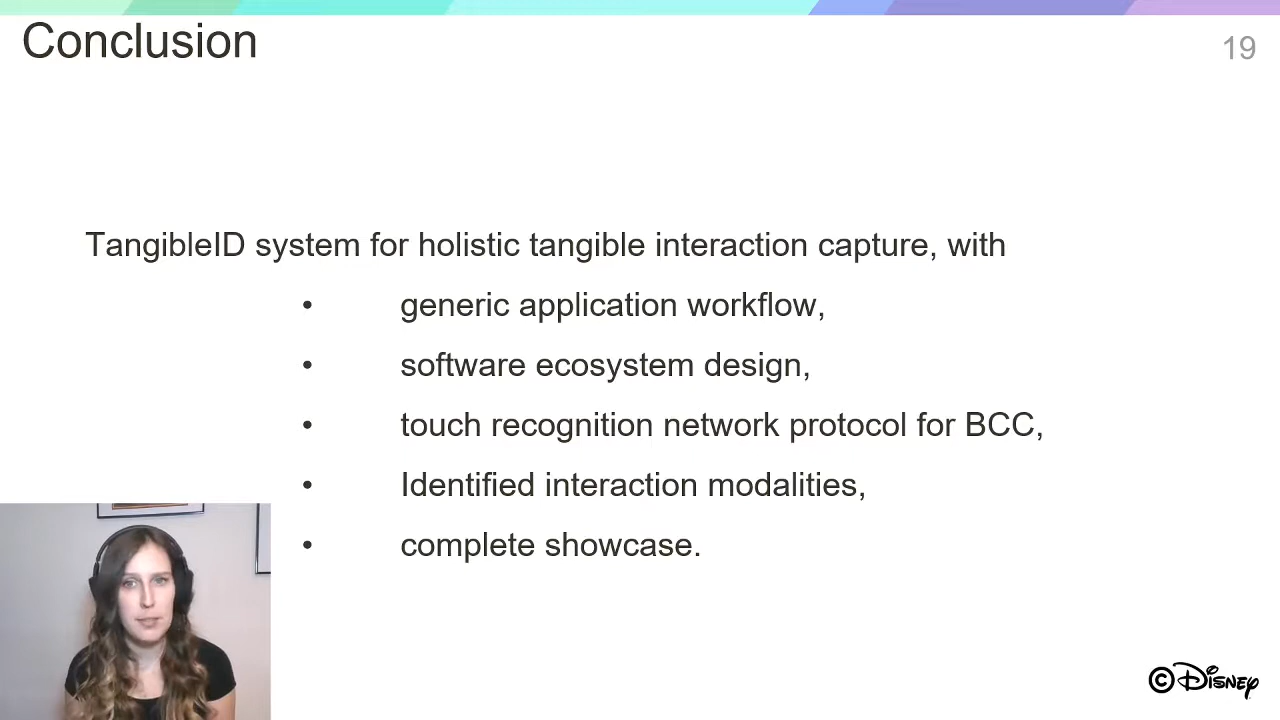 Conclusion
19
TangibleID system for holistic tangible interaction capture, with
• generic application workflow,
• software ecosystem design,
• touch recognition network protocol for BCC,
• Identified interaction modalities,
• complete showcase.
© Disney